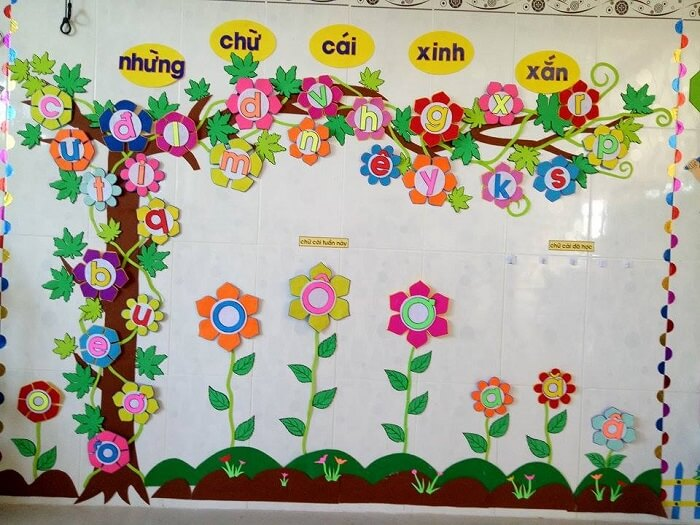 những chữ cái xinh xắn
c đ l d v h g x r
ư i m n ê y k s p
t
q
b
u
e
chữ cái tuần này
chữ cái đã học
o ô ơ
a ă â